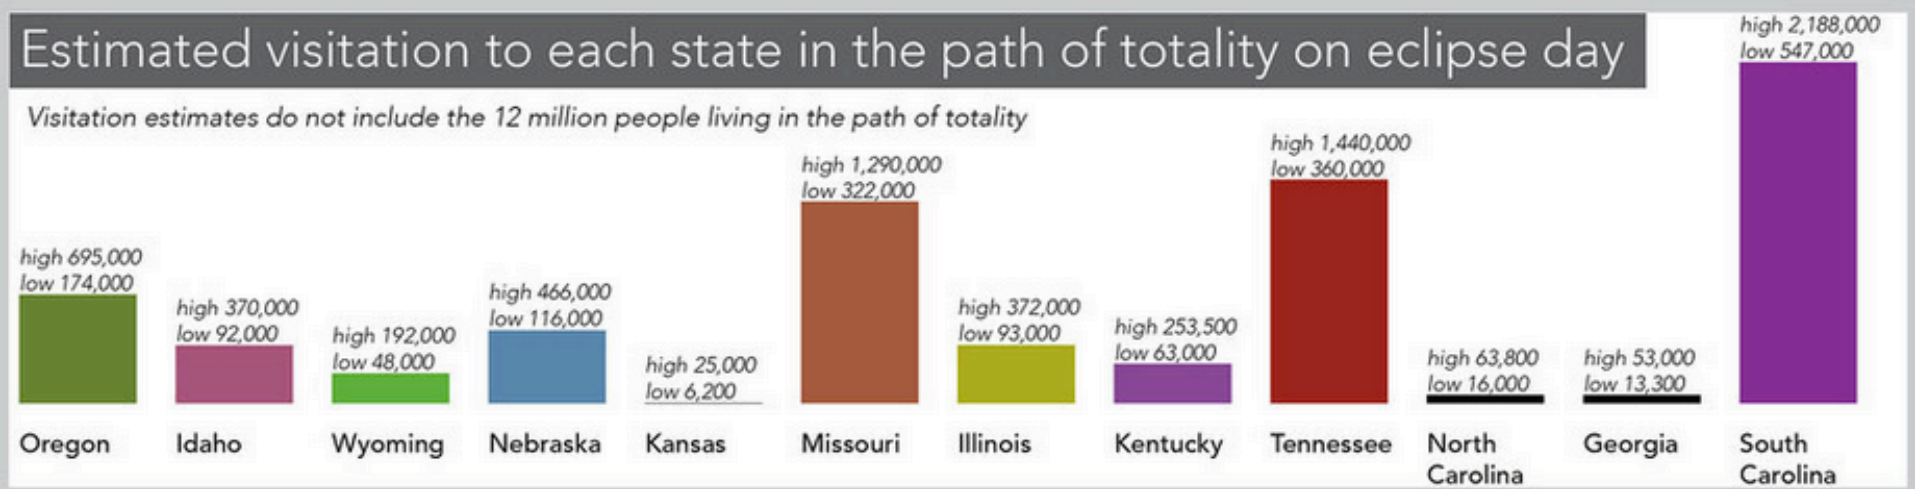 Estimated visitation to each state in the path of totality on eclipse day
Visitation estimates do not include the 12 million people living in the path of totality
high 695,000
low 174,000
Oregon
high 370,000
low 92,000
Idaho
high 192,000
low 48,000
Wyoming
high 466,000
low 116,000
Nebraska
high 25,000
low 6,200
Kansas
high 1,290,000
low 322,000
Missouri
high 372,000
low 93,000
Illinois
high 253,500
low 63,000
Kentucky
high 1,440,000
low 360,000
Tennessee
high 63,800
low 16,000
North
Carolina
high 53,000
low 13,300
Georgia
high 2,188,000
low 547,000
South
Carolina